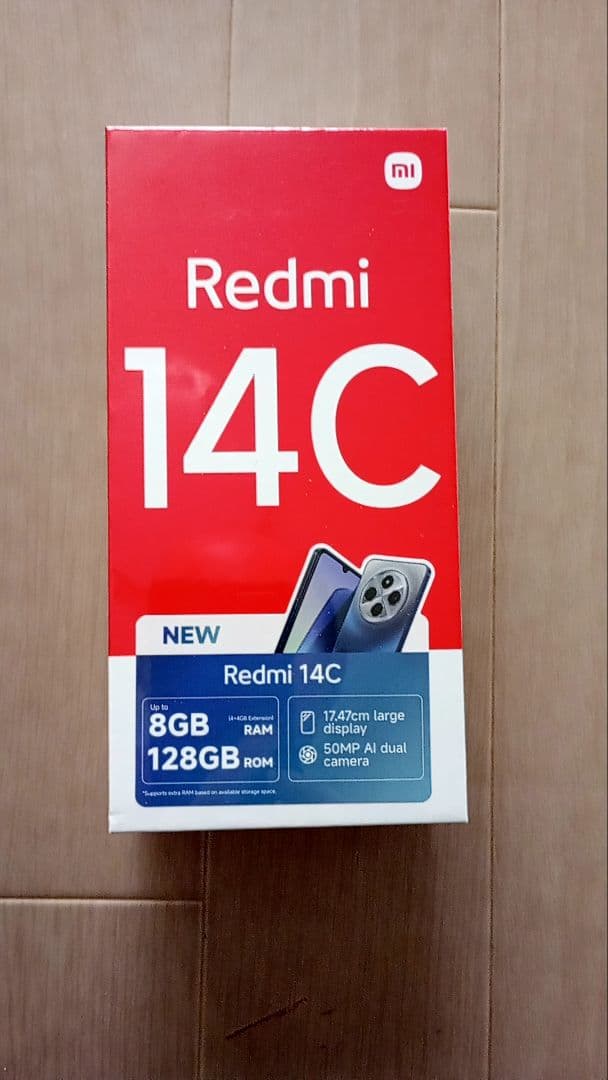 mi
Redmi
14C
NEW
Redmi 14C
Up to
8GB (4+4GB Extension) RAM
128GB ROM
17.47cm large
display
50MP AI dual
camera
*Supports extra RAM based on available storage space.